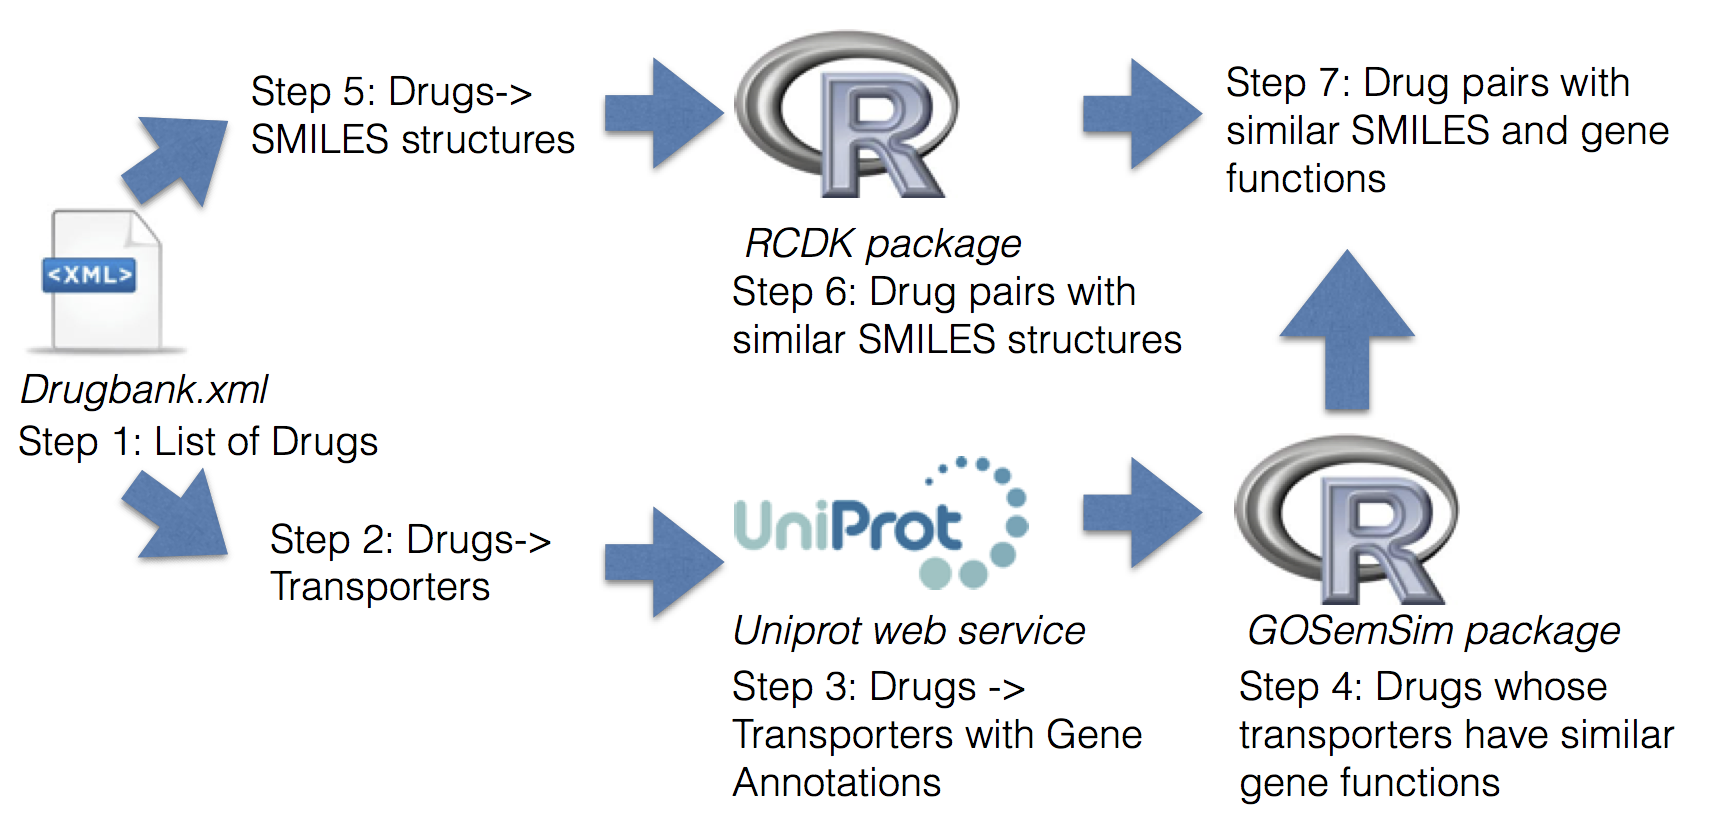 Step 5: Drugs->
SMILES structures
R
Step 7: Drug pairs with
similar SMILES and gene
functions
<XML>
RCDK package
Step 6: Drug pairs with
similar SMILES structures
Drugbank.xml
Step 1: List of Drugs
Step 2: Drugs->
Transporters
UniProt
Uniprot web service
Step 3: Drugs ->
Transporters with Gene
Annotations
R
GOSemSim package
Step 4: Drugs whose
transporters have similar
gene functions